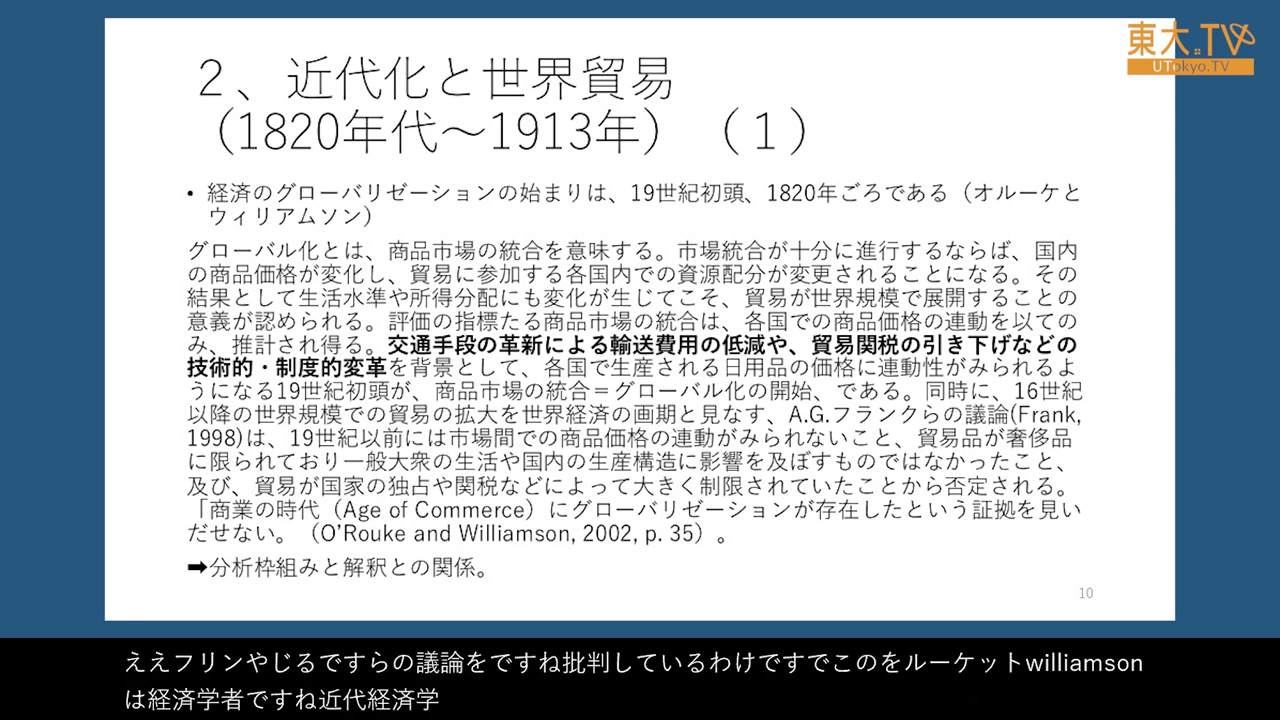 東大.TV
UTokyo.TV
2、近代化と世界貿易
（1820年代～1913年）（１）
• 経済のグローバリゼーションの始まりは、19世紀初頭、1820年ごろである（オルーケと
ウィリアムソン）
グローバル化とは、商品市場の統合を意味する。市場統合が十分に進行するならば、国内
の商品価格が変化し、貿易に参加する各国内での資源配分が変更されることになる。その
結果として生活水準や所得分配にも変化が生じてこそ、貿易が世界規模で展開することの
意義が認められる。評価の指標たる商品市場の統合は、各国での商品価格の連動を以ての
み、推計され得る。交通手段の革新による輸送費用の低減や、貿易関税の引き下げなどの
技術的・制度的変革を背景として、各国で生産される日用品の価格に連動性がみられるよ
うになる19世紀初頭が、商品市場の統合＝グローバル化の開始、である。同時に、16世紀
以降の世界規模での貿易の拡大を世界経済の画期と見なす、A.G.フランクらの議論(Frank,
1998)は、19世紀以前には市場間での商品価格の連動がみられないこと、貿易品が奢侈品
に限られており一般大衆の生活や国内の生産構造に影響を及ぼすものではなかったこと、
及び、貿易が国家の独占や関税などによって大きく制限されていたことから否定される。
「商業の時代（Age of Commerce）にグローバリゼーションが存在したという証拠を見い
だせない。（O’Rouke and Williamson, 2002, p. 35）。
➡分析枠組みと解釈との関係。
10
ええフリンやじるですらの議論をですね批判しているわけですでこのをルーケットwilliamson
は経済学者ですね近代経済学